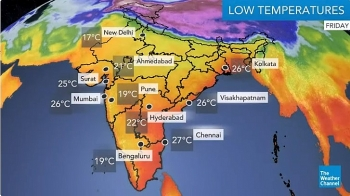 LOW TEMPERATURES
FRIDAY
17°C
New Delhi
21°C
Ahmedabad
25°C
Surat
26°C
Kolkata
26°C
Mumbai
19°C
Pune
26°C
Visakhapatnam
22°C
Hyderabad
27°C
Chennai
19°C
Bengaluru
The
Weather
Channel